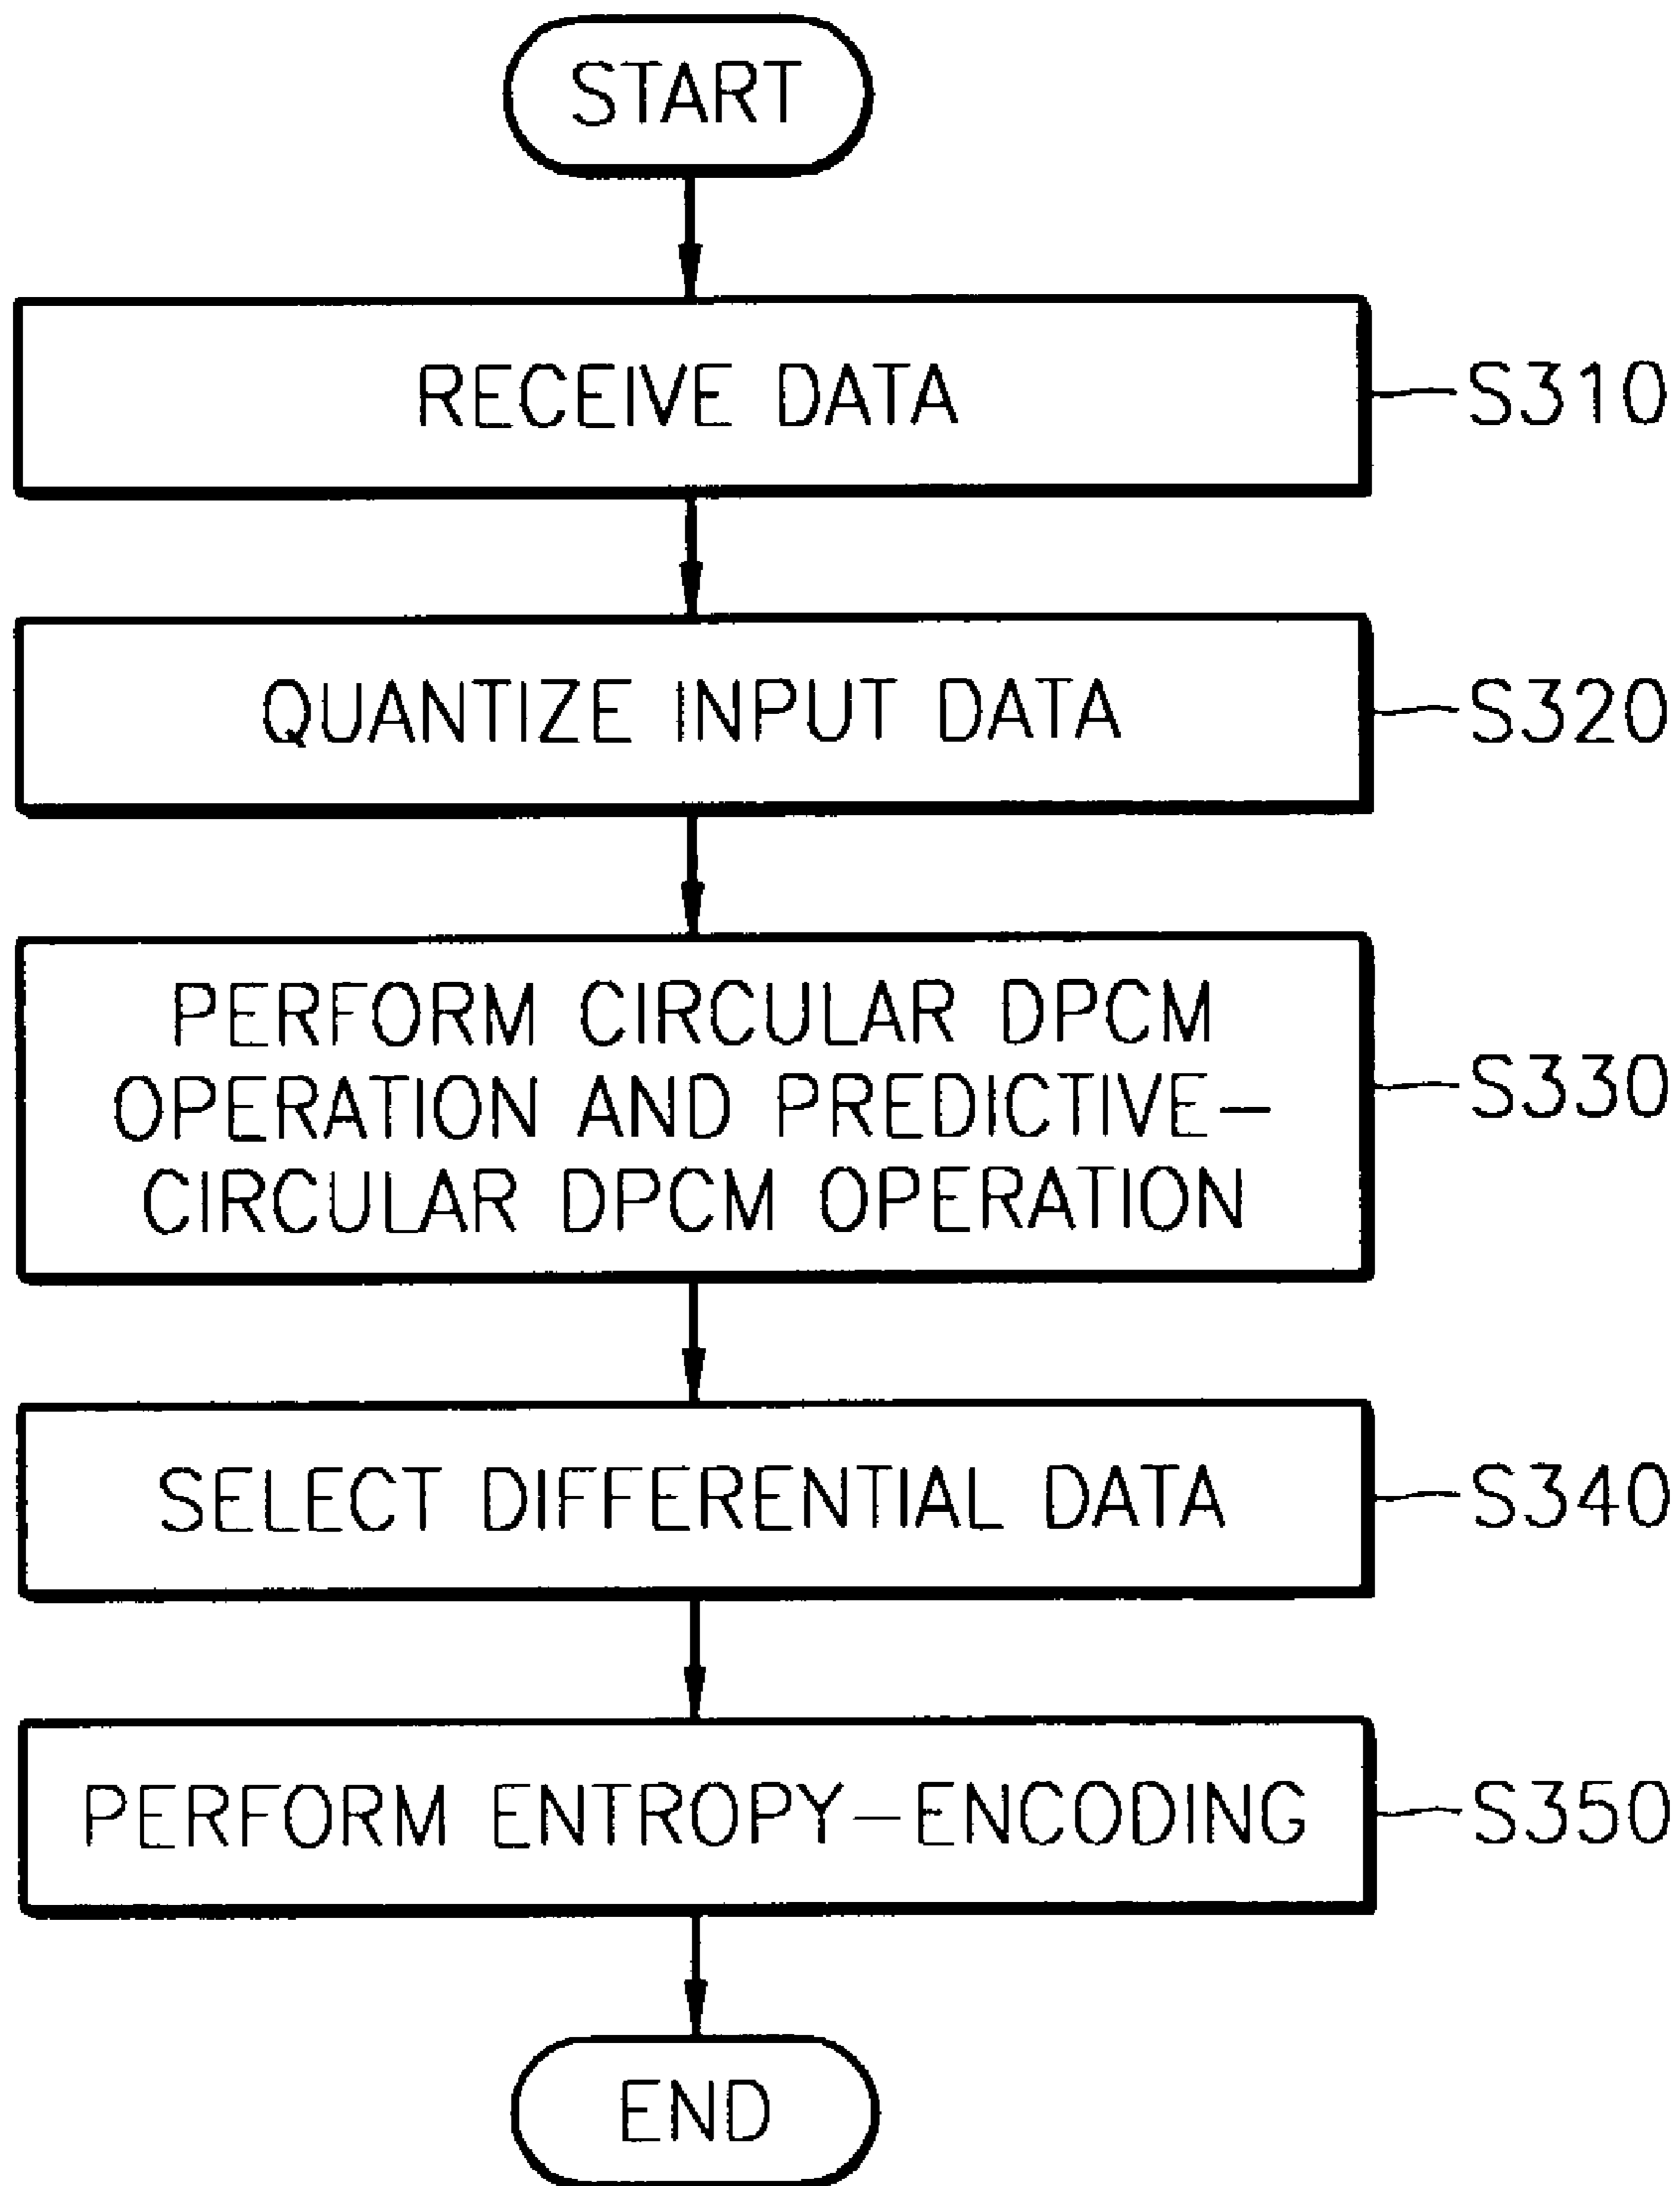 START
RECEIVE DATA
S310
QUANTIZE INPUT DATA
S320
PERFORM CIRCULAR DPCM
OPERATION AND PREDICTIVE-
CIRCULAR DPCM OPERATION
S330
SELECT DIFFERENTIAL DATA
S340
PERFORM ENTROPY-ENCODING
S350
END